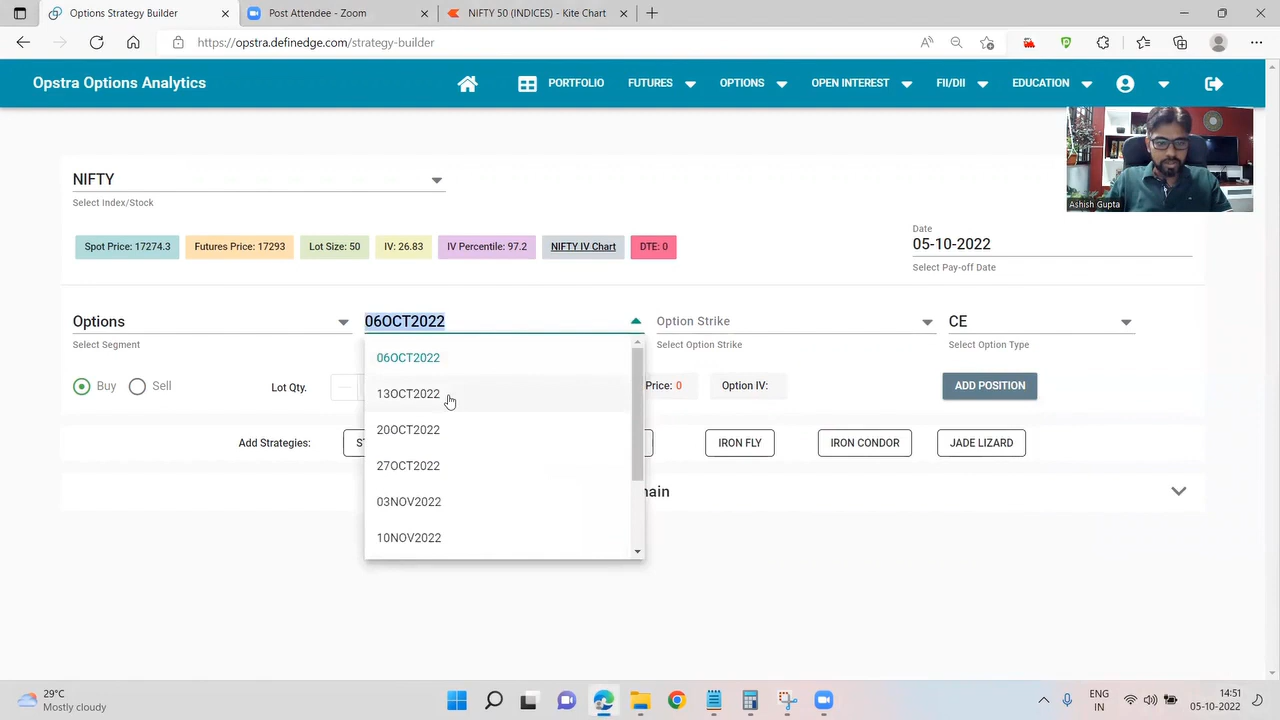 Options Strategy Builder
Post Attendee - Zoom
NIFTY 50 (INDICES) - Kite Chart
https://opstra.definedge.com/strategy-builder
Opstra Options Analytics
PORTFOLIO
FUTURES
OPTIONS
OPEN INTEREST
FII/DII
EDUCATION
Ashish Gupta
NIFTY
Select Index/Stock
Spot Price: 17274.3
Futures Price: 17293
Lot Size: 50
IV: 26.83
IV Percentile: 97.2
NIFTY IV Chart
DTE: 0
Date
05-10-2022
Select Pay-off Date
Options
Select Segment
06OCT2022
Option Strike
Select Option Strike
CE
Select Option Type
06OCT2022
13OCT2022
20OCT2022
27OCT2022
03NOV2022
10NOV2022
Buy
Sell
Lot Qty.
Price: 0
Option IV:
ADD POSITION
Add Strategies:
IRON FLY
IRON CONDOR
JADE LIZARD
29°C
Mostly cloudy
ENG
IN
14:51
05-10-2022